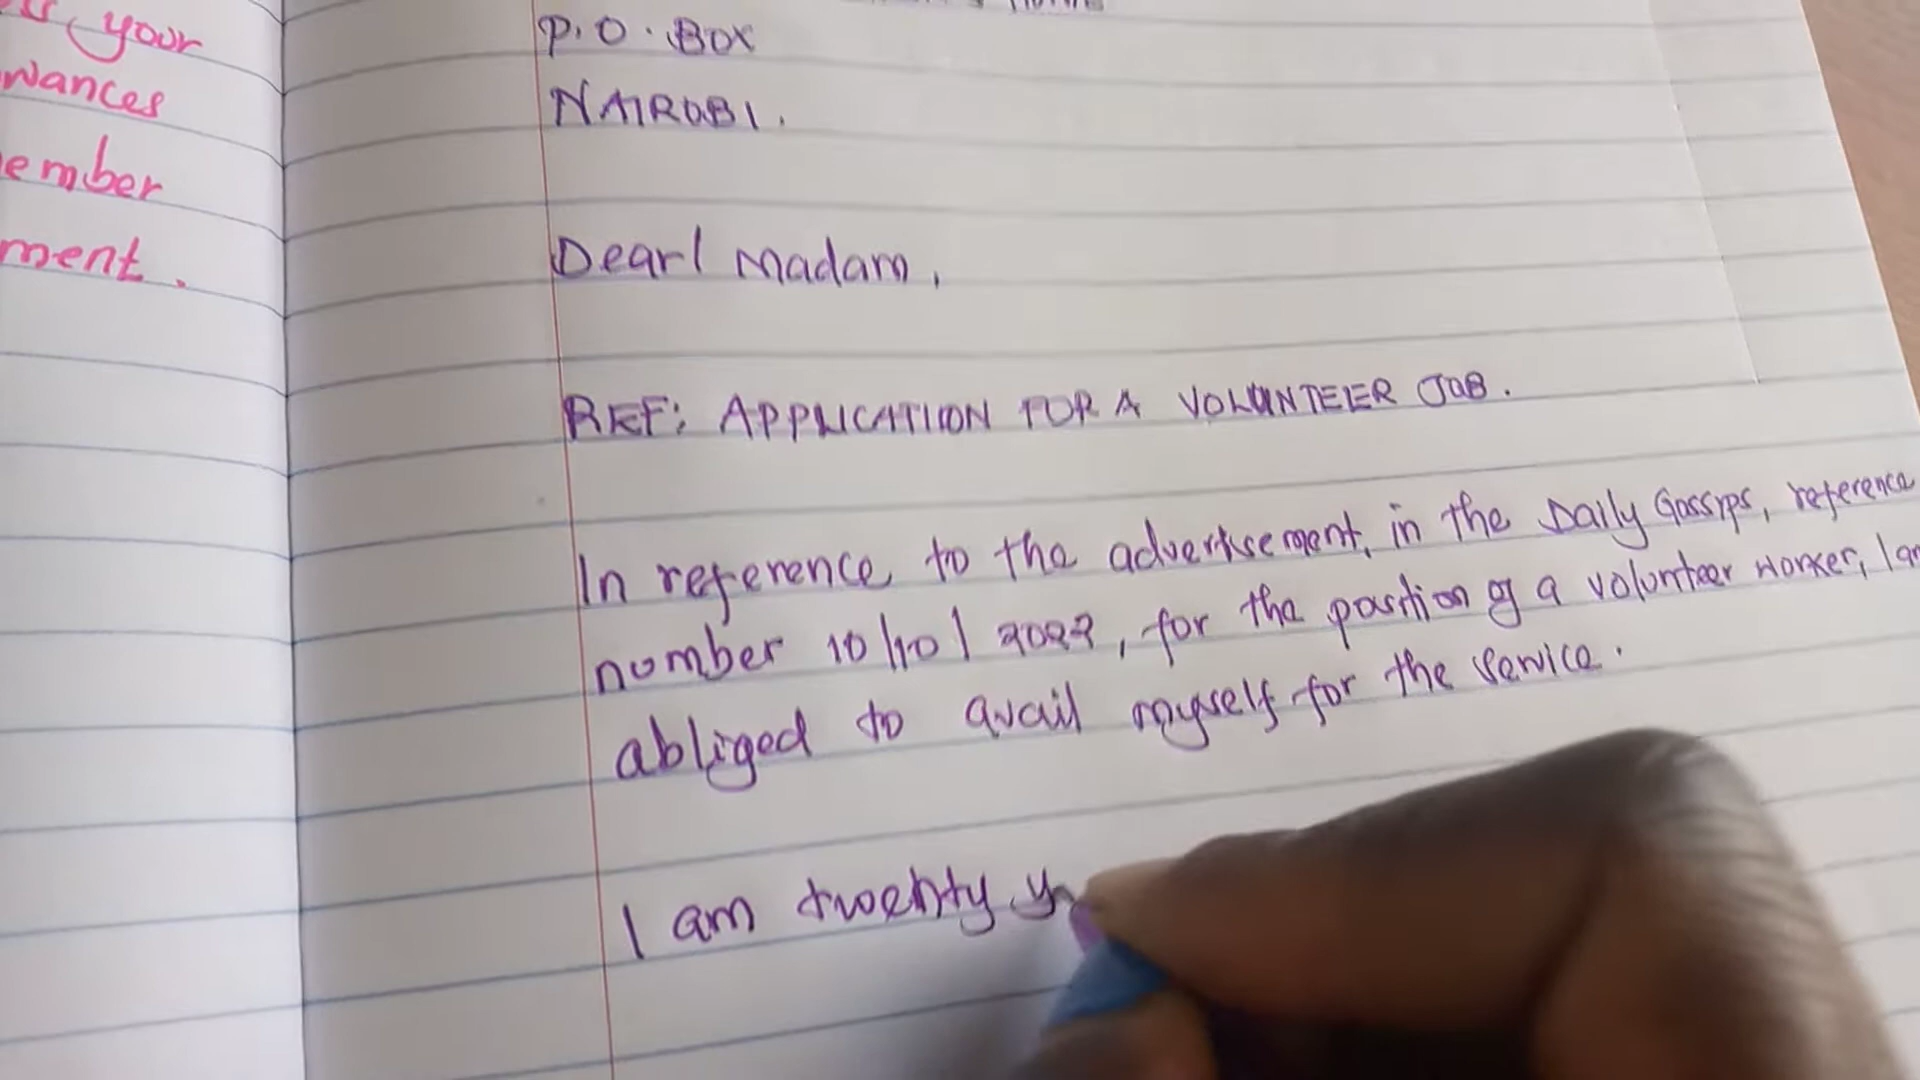 your
wances
ember
ment.
P.O. Box
NAIROBI.
Dearl Madam,
REF: APPLICATION FOR A VOLUNTEER JOB.
In reference to the advertisement, in the Daily Gossips, reference
number 10/10/2022, for the position of a volunteer worker, I am
abliged to avail myself for the service.
I am twenty y